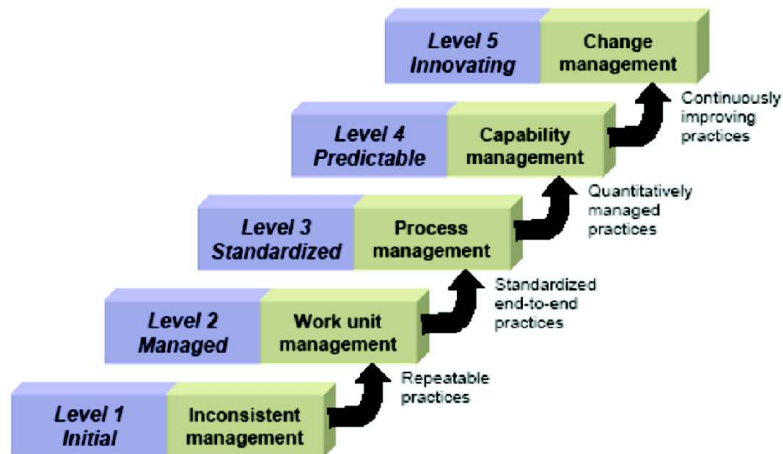 Level 5
Innovating
Change
management
Continuously
improving
practices
Level 4
Predictable
Capability
management
Quantitatively
managed
practices
Level 3
Standardized
Process
management
Standardized
end-to-end
practices
Level 2
Managed
Work unit
management
Repeatable
practices
Level 1
Initial
Inconsistent
management